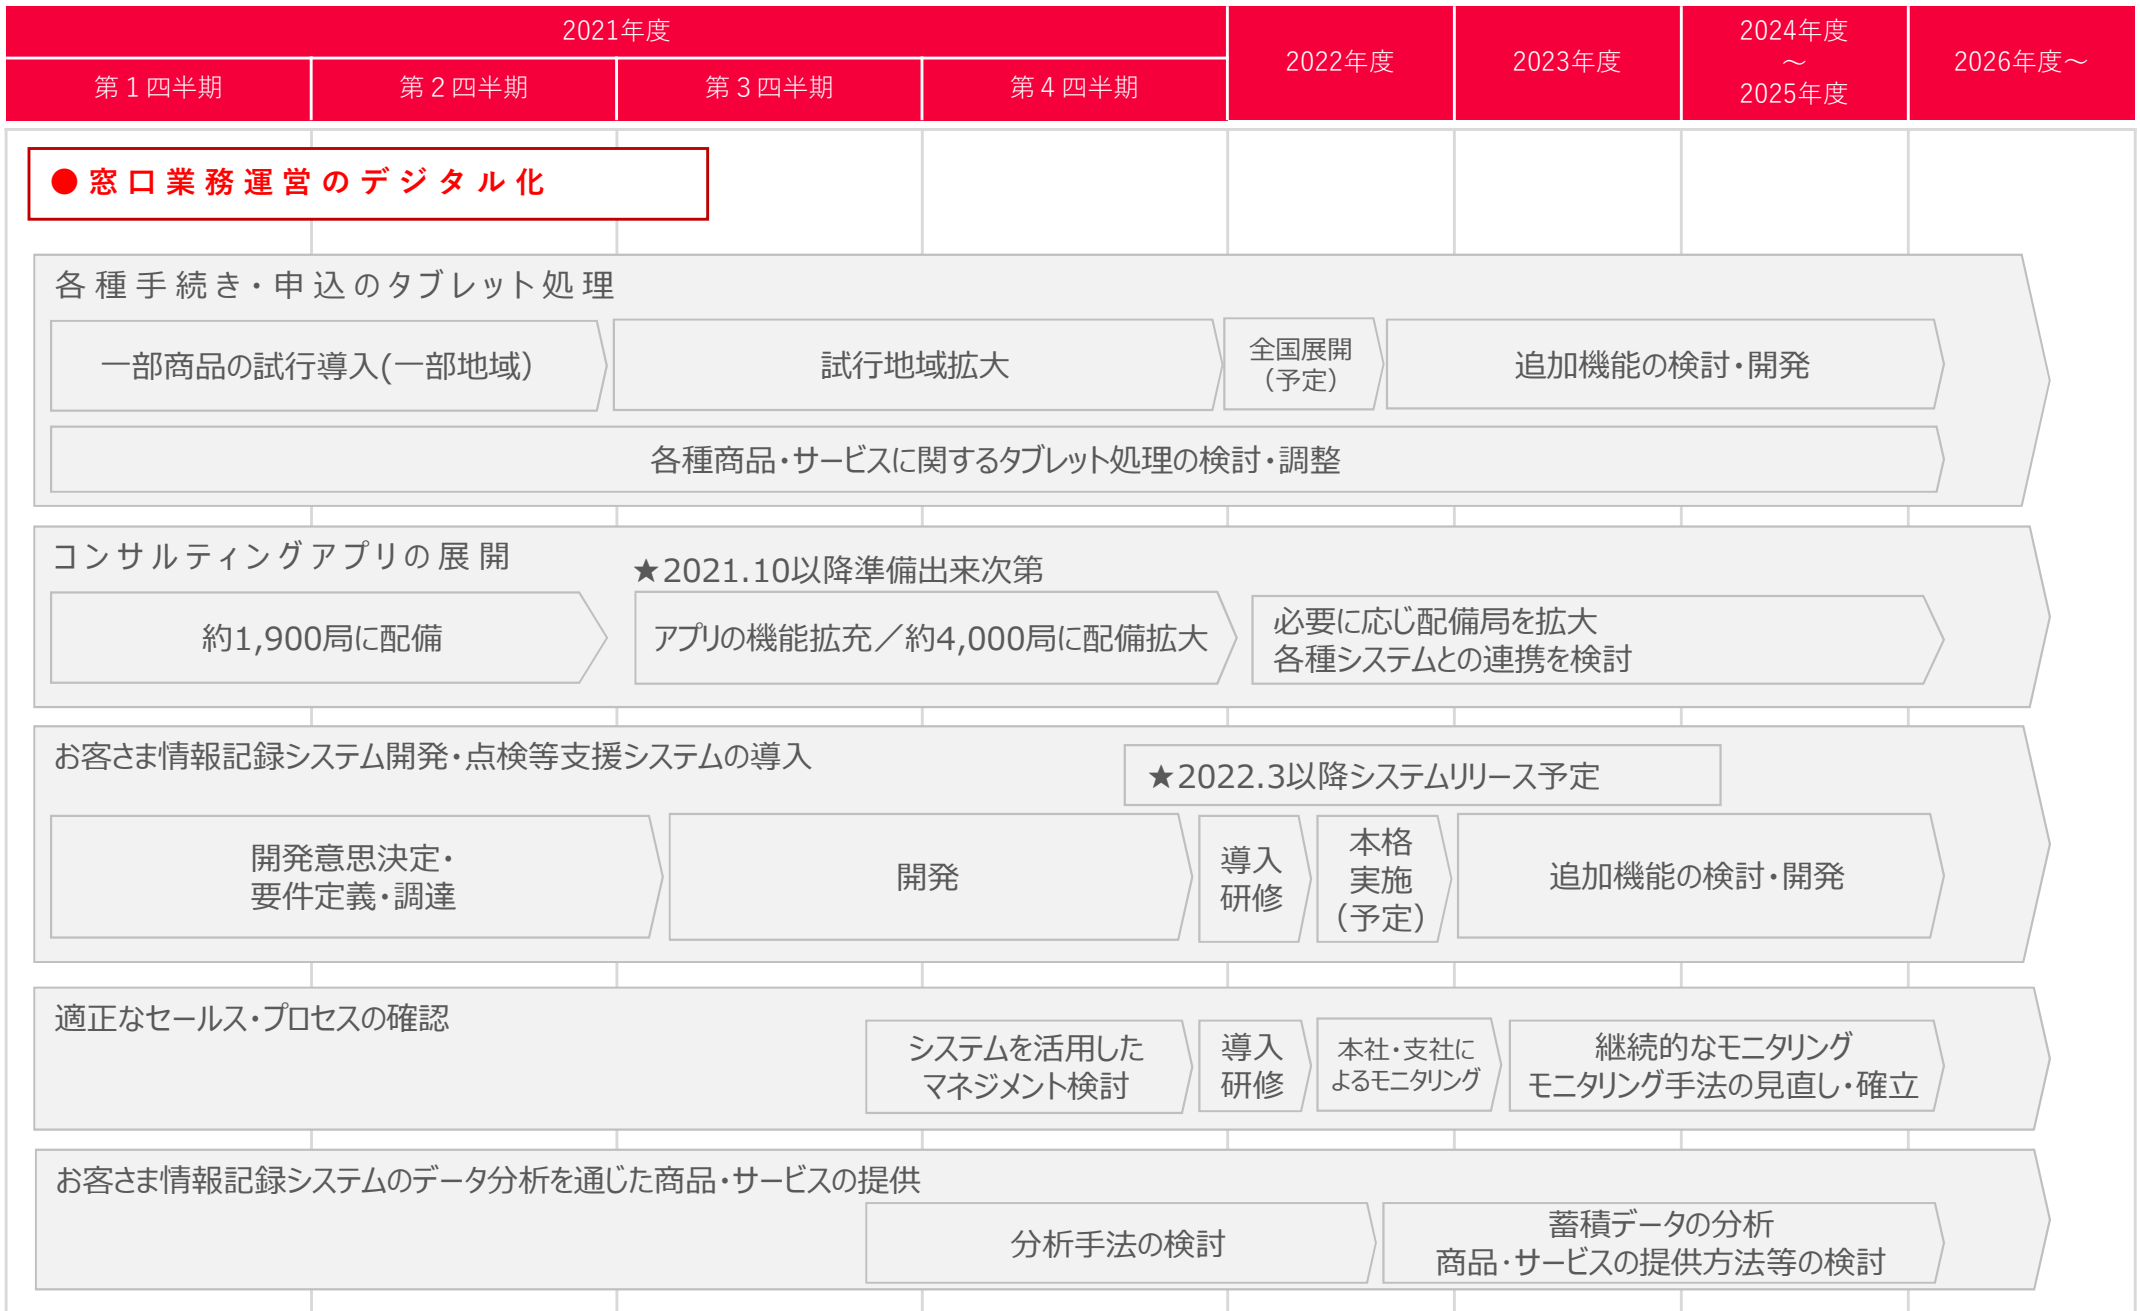 2021年度
2022年度
2023年度
2024年度
～
2025年度
2026年度～
第１四半期
第２四半期
第３四半期
第４四半期
●窓口業務運営のデジタル化
各種手続き・申込のタブレット処理
一部商品の試行導入(一部地域）
試行地域拡大
全国展開
（予定）
追加機能の検討・開発
各種商品・サービスに関するタブレット処理の検討・調整
コンサルティングアプリの展開
★2021.10以降準備出来次第
約1,900局に配備
アプリの機能拡充／約4,000局に配備拡大
必要に応じ配備局を拡大
各種システムとの連携を検討
お客さま情報記録システム開発・点検等支援システムの導入
★2022.3以降システムリリース予定
開発意思決定・
要件定義・調達
開発
導入
研修
本格
実施
（予定）
追加機能の検討・開発
適正なセールス・プロセスの確認
システムを活用した
マネジメント検討
導入
研修
本社・支社に
よるモニタリング
継続的なモニタリング
モニタリング手法の見直し・確立
お客さま情報記録システムのデータ分析を通じた商品・サービスの提供
分析手法の検討
蓄積データの分析
商品・サービスの提供方法等の検討